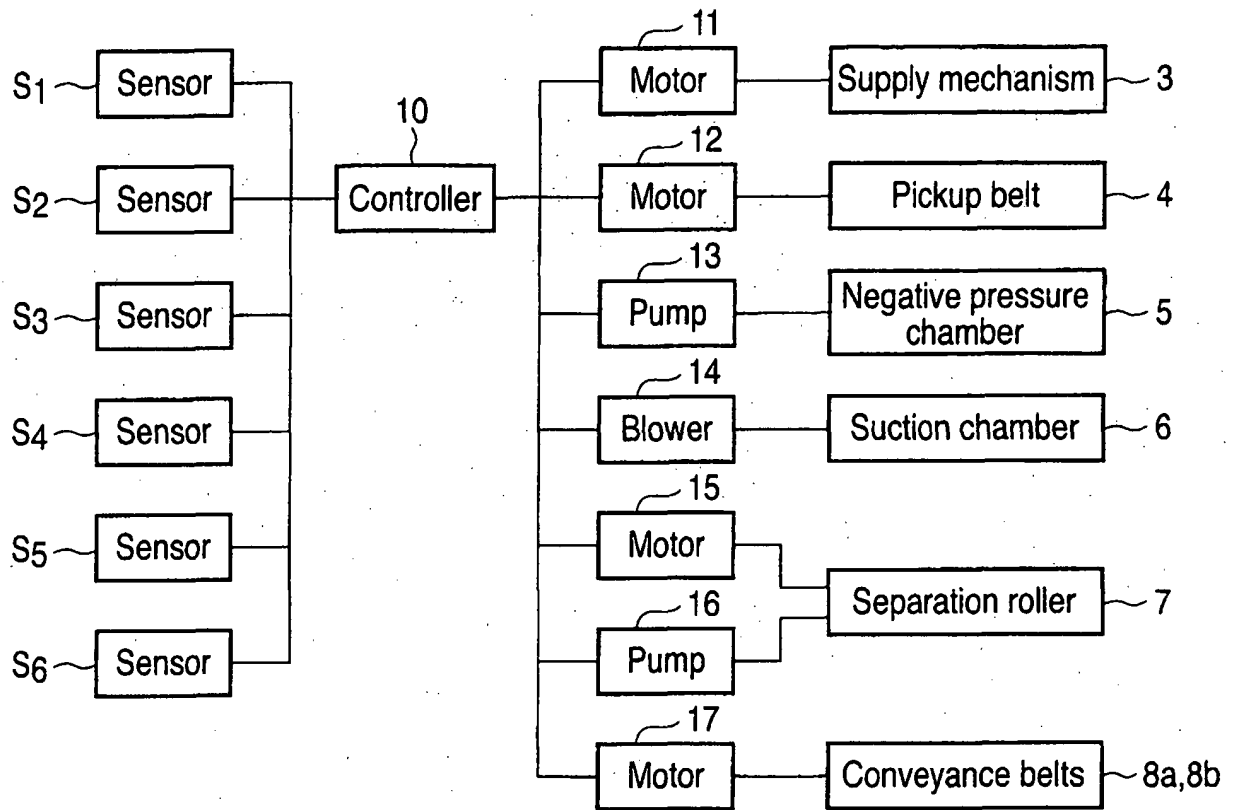 11
S1 Sensor
Motor
Supply mechanism 3
10
12
S2 Sensor
Controller
Motor
Pickup belt 4
13
S3 Sensor
Pump
Negative pressure
chamber
5
14
S4 Sensor
Blower
Suction chamber 6
15
S5 Sensor
Motor
Separation roller 7
16
S6 Sensor
Pump
17
Motor
Conveyance belts 8a,8b